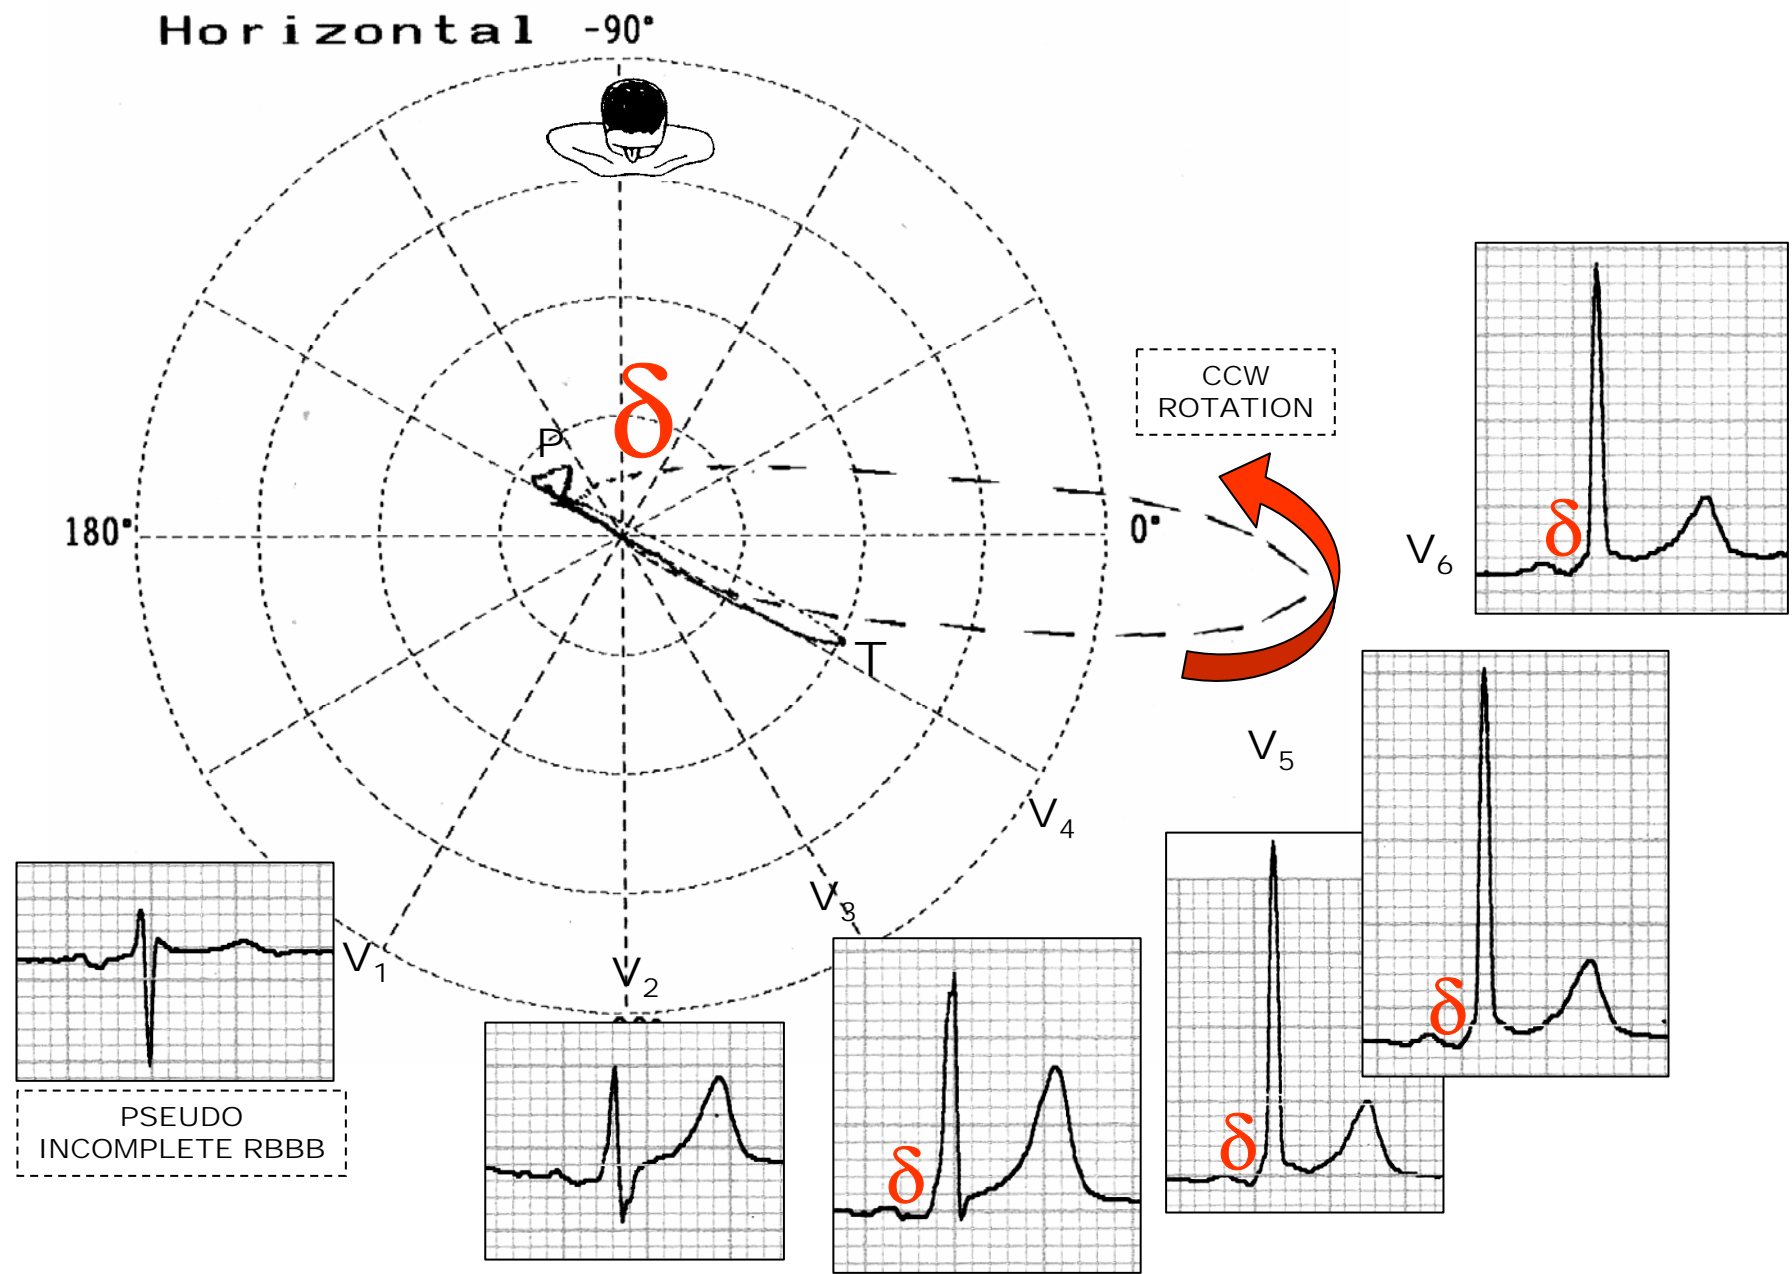 Horizontal -90°
δ
P
CCW
ROTATION
180°
0°
V6
δ
T
V5
V4
V3
V1
V2
δ
δ
δ
PSEUDO
INCOMPLETE RBBB